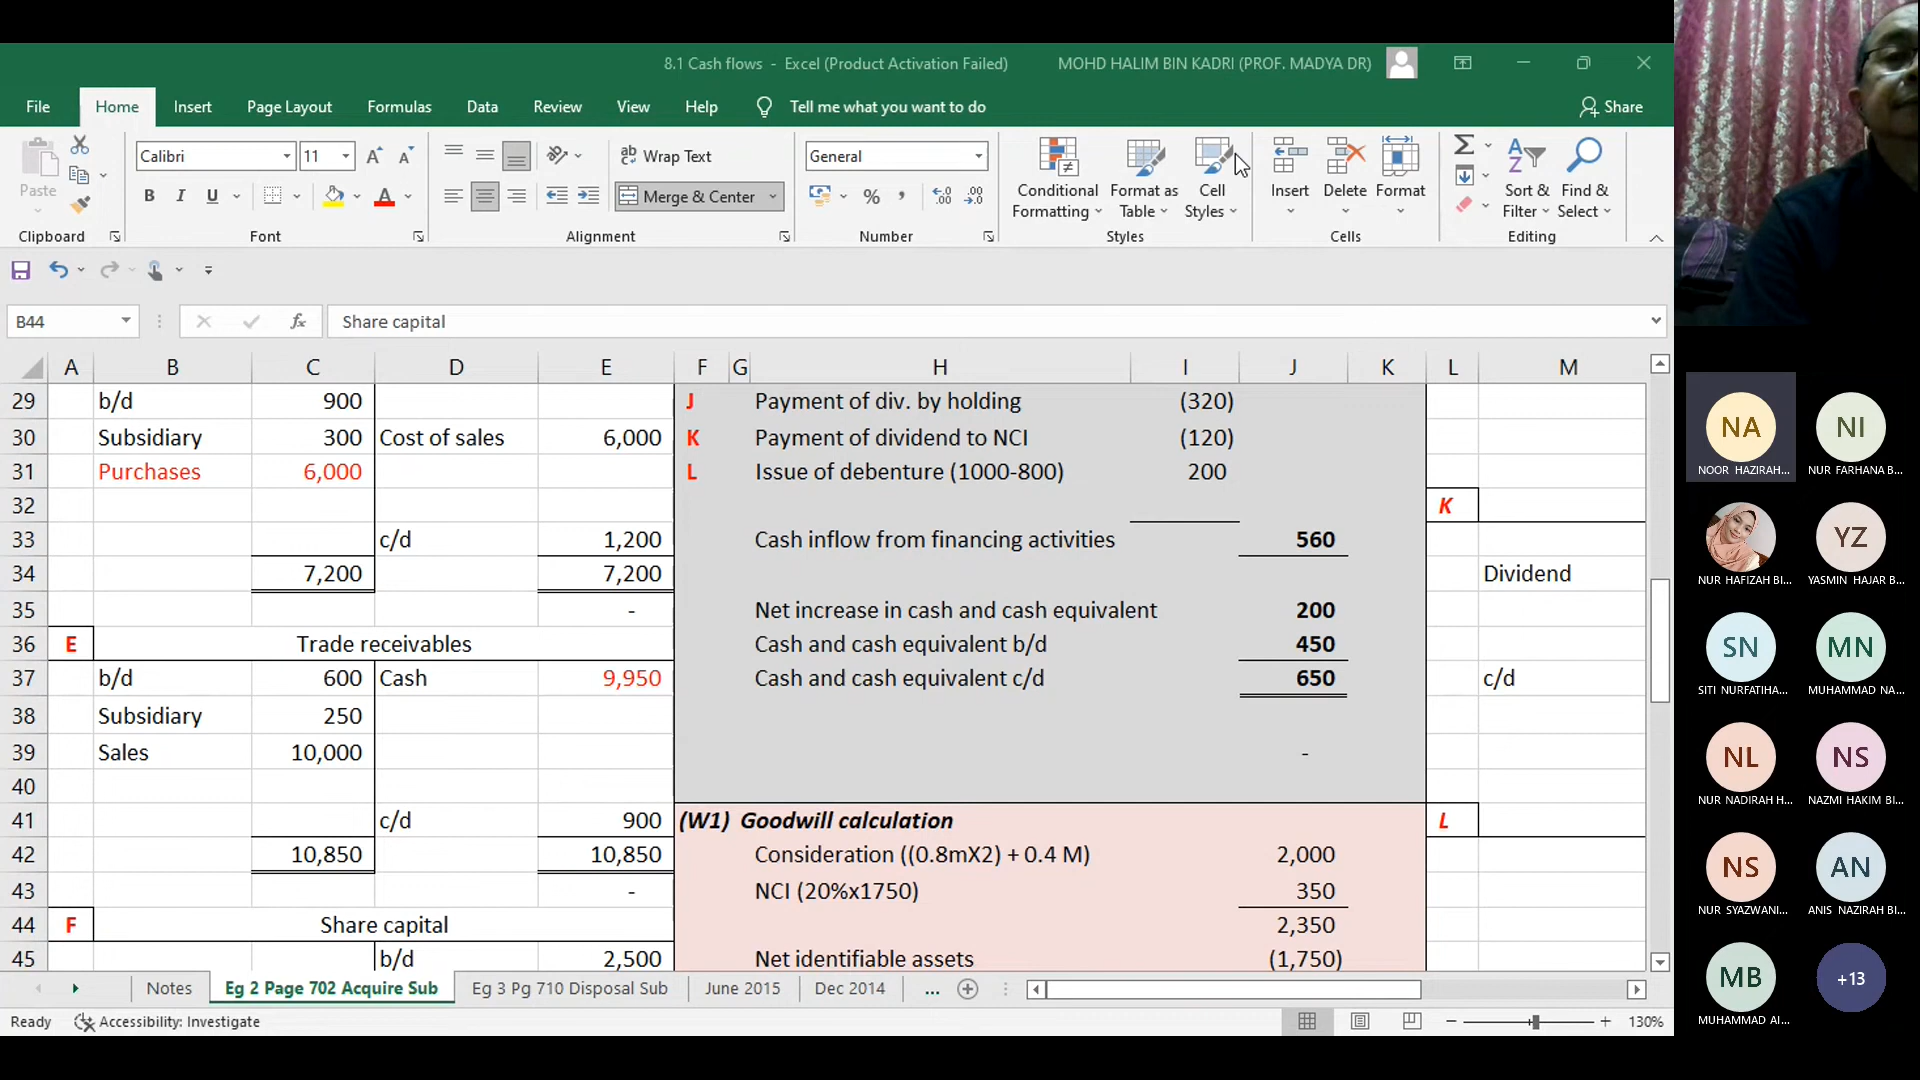 8.1 Cash flows - Excel (Product Activation Failed) MOHD HALIM BIN KADRI (PROF. MADYA DR)
File Home Insert Page Layout Formulas Data Review View Help Tell me what you want to do Share
Paste Calibri 11 Wrap Text General
B I U Merge & Center % ,
Conditional Formatting Format as Table Cell Styles Insert Delete Format Sort & Filter Find & Select
Clipboard Font Alignment Number Styles Cells Editing
B44 fx Share capital
A B C D E F G H I J K L M
29 b/d 900 J Payment of div. by holding (320)
30 Subsidiary 300 Cost of sales 6,000 K Payment of dividend to NCI (120)
31 Purchases 6,000 L Issue of debenture (1000-800) 200
32 K
33 c/d 1,200 Cash inflow from financing activities 560
34 7,200 7,200 Dividend
35 - Net increase in cash and cash equivalent 200
36 E Trade receivables Cash and cash equivalent b/d 450
37 b/d 600 Cash 9,950 Cash and cash equivalent c/d 650 c/d
38 Subsidiary 250
39 Sales 10,000 -
40
41 c/d 900 (W1) Goodwill calculation L
42 10,850 10,850 Consideration ((0.8mX2) + 0.4 M) 2,000
43 - NCI (20%x1750) 350
44 F Share capital 2,350
45 b/d 2,500 Net identifiable assets (1,750)
Notes Eg 2 Page 702 Acquire Sub Eg 3 Pg 710 Disposal Sub June 2015 Dec 2014 ...
Ready Accessibility: Investigate 130%
NA NI
NOOR HAZIRAH... NUR FARHANA B...
YZ
NUR HAFIZAH BI... YASMIN HAJAR B...
SN MN
SITI NURFATIHA... MUHAMMAD NA...
NL NS
NUR NADIRAH H... NAZMI HAKIM BI...
NS AN
NUR SYAZWANI... ANIS NAZIRAH BI...
MB +13
MUHAMMAD AI...